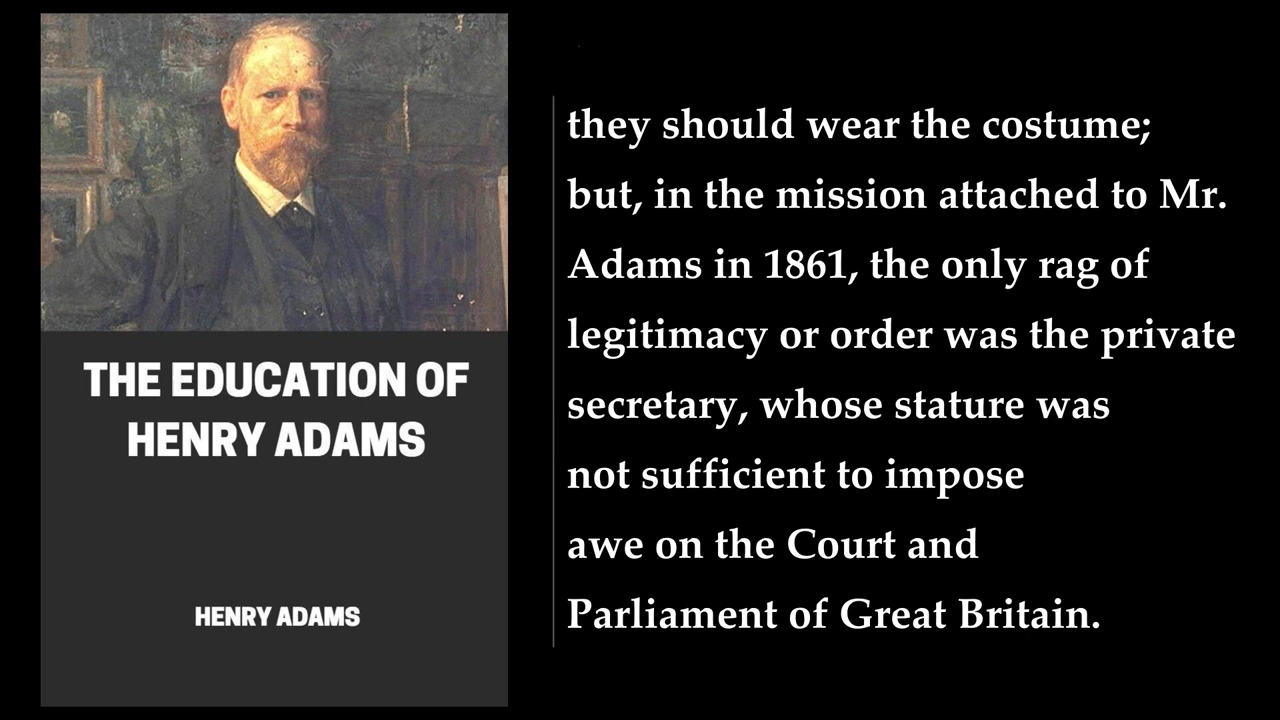 THE EDUCATION OF
HENRY ADAMS
HENRY ADAMS
they should wear the costume;
but, in the mission attached to Mr.
Adams in 1861, the only rag of
legitimacy or order was the private
secretary, whose stature was
not sufficient to impose
awe on the Court and
Parliament of Great Britain.